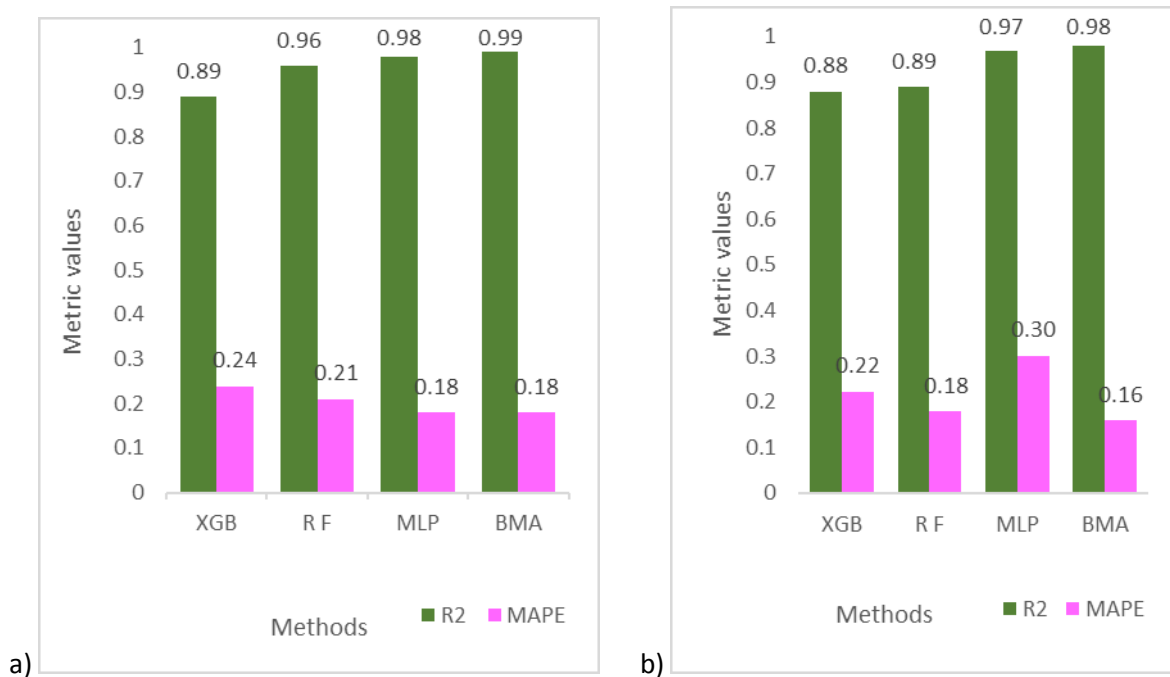 Metric values
1
0.9
0.8
0.7
0.6
0.5
0.4
0.3
0.2
0.1
0
0.89 0.96 0.98 0.99
0.24 0.21 0.18 0.18
XGB R F MLP BMA
Methods
R2 MAPE
a)
Metric values
1
0.9
0.8
0.7
0.6
0.5
0.4
0.3
0.2
0.1
0
0.88 0.89 0.97 0.98
0.22 0.18 0.30 0.16
XGB R F MLP BMA
Methods
R2 MAPE
b)